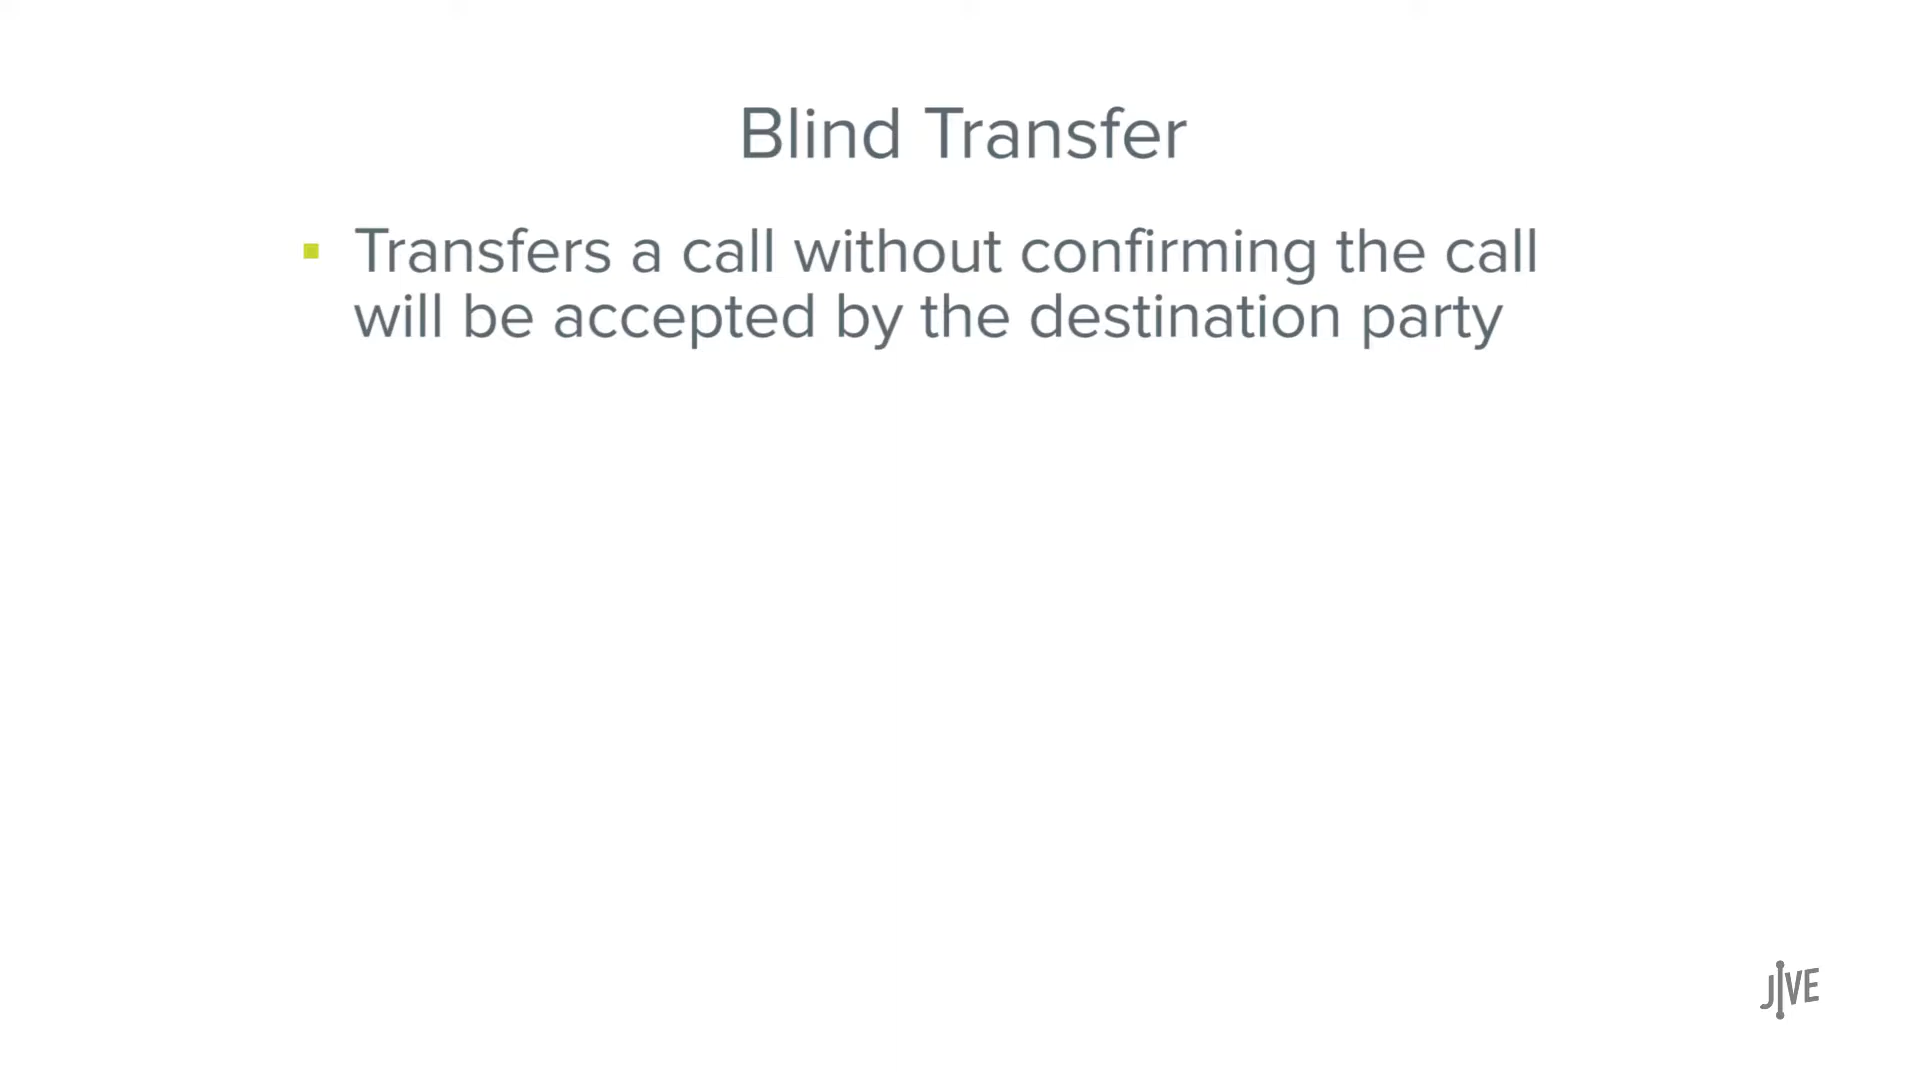 Blind Transfer
Transfers a call without confirming the call
will be accepted by the destination party
JIVE